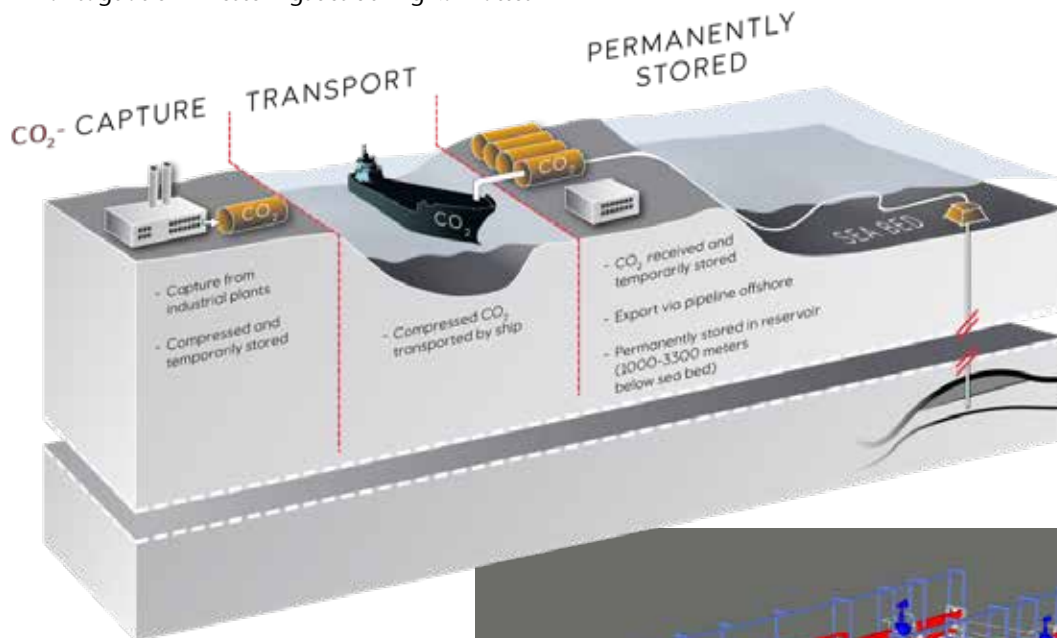 CO₂- CAPTURE
TRANSPORT
PERMANENTLY
STORED
CO₂
CO₂
CO₂
SEA BED
- Capture from
industrial plants
- Compressed and
temporarily stored
- Compressed CO₂
transported by ship
- CO₂ received and
temporarily stored
- Export via pipeline offshore
- Permanently stored in reservoir
(1000-3300 meters
below sea bed)